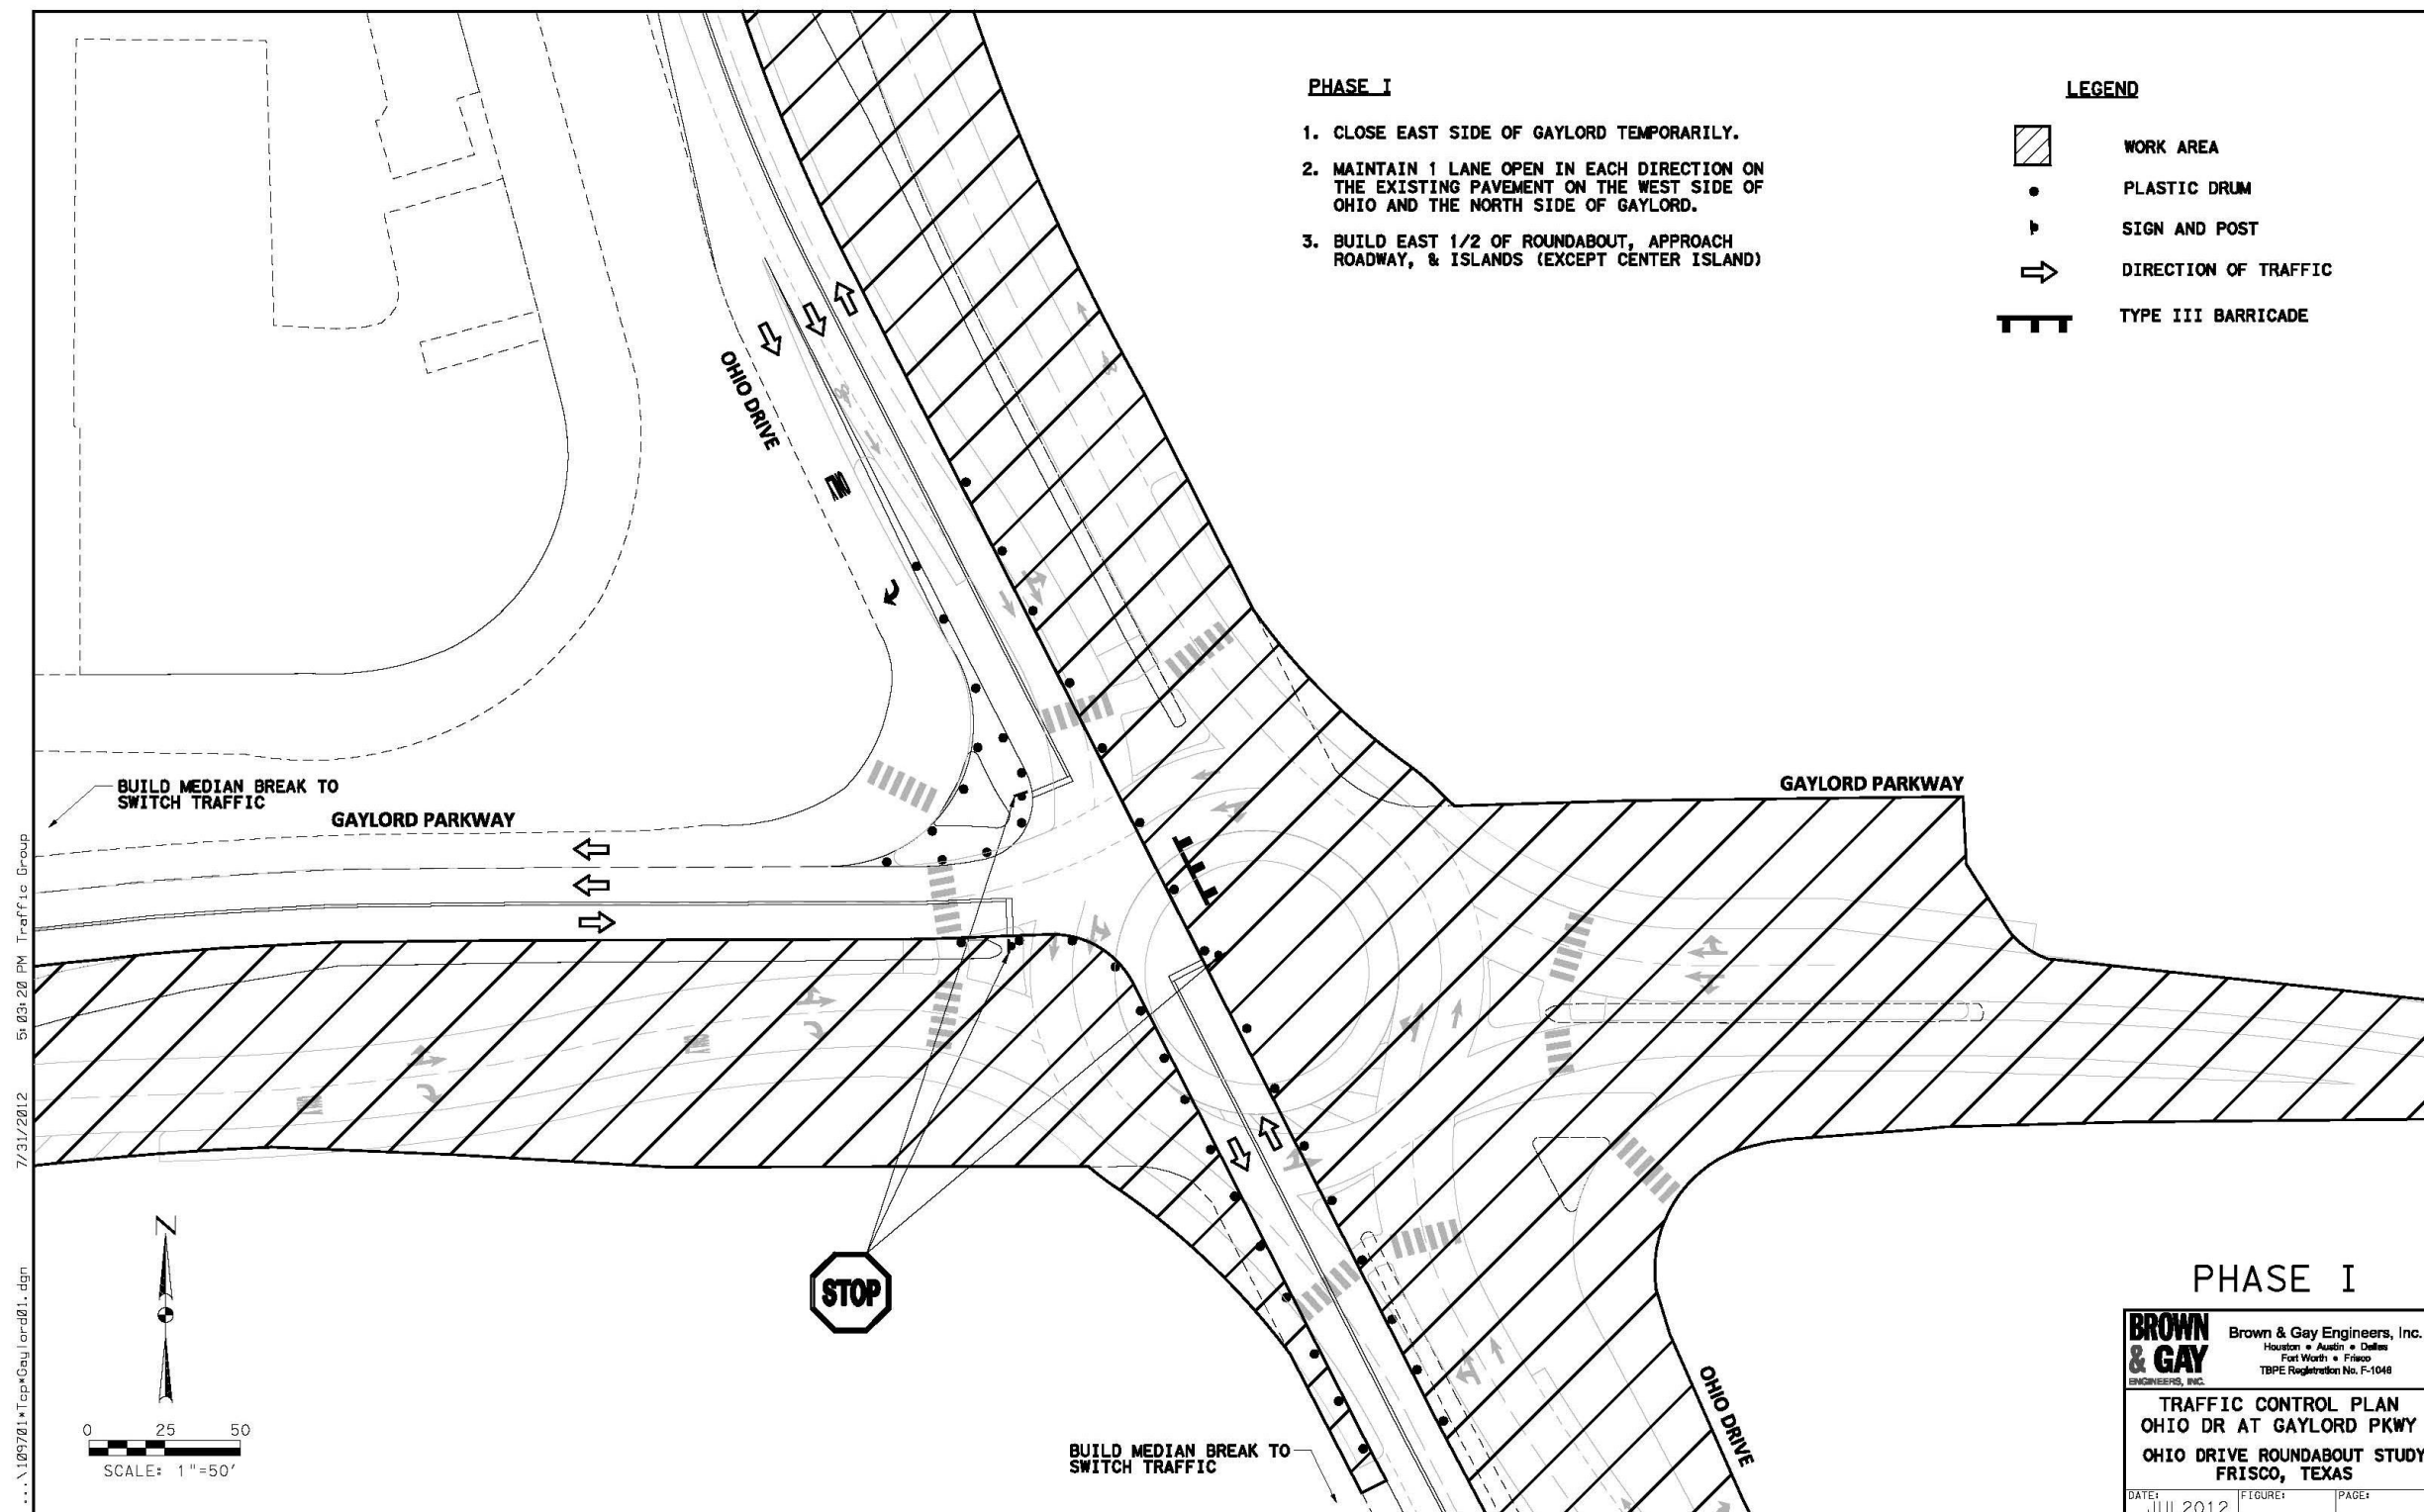 PHASE I
1. CLOSE EAST SIDE OF GAYLORD TEMPORARILY.
2. MAINTAIN 1 LANE OPEN IN EACH DIRECTION ON
THE EXISTING PAVEMENT ON THE WEST SIDE OF
OHIO AND THE NORTH SIDE OF GAYLORD.
3. BUILD EAST 1/2 OF ROUNDABOUT, APPROACH
ROADWAY, & ISLANDS (EXCEPT CENTER ISLAND)
LEGEND
WORK AREA
PLASTIC DRUM
SIGN AND POST
DIRECTION OF TRAFFIC
TYPE III BARRICADE
OHIO DRIVE
BUILD MEDIAN BREAK TO
SWITCH TRAFFIC
GAYLORD PARKWAY
GAYLORD PARKWAY
STOP
N
0 25 50
SCALE: 1"=50'
BUILD MEDIAN BREAK TO
SWITCH TRAFFIC
OHIO DRIVE
7/31/2012 5:03:20 PM Traffic Group
...\109701*Tcp*Gaylord01.dgn
PHASE I
BROWN
& GAY
ENGINEERS, INC.
Brown & Gay Engineers, Inc.
Houston • Austin • Dallas
Fort Worth • Frisco
TBPE Registration No. F-1046
TRAFFIC CONTROL PLAN
OHIO DR AT GAYLORD PKWY
OHIO DRIVE ROUNDABOUT STUDY
FRISCO, TEXAS
DATE: FIGURE: PAGE:
JUL 2012